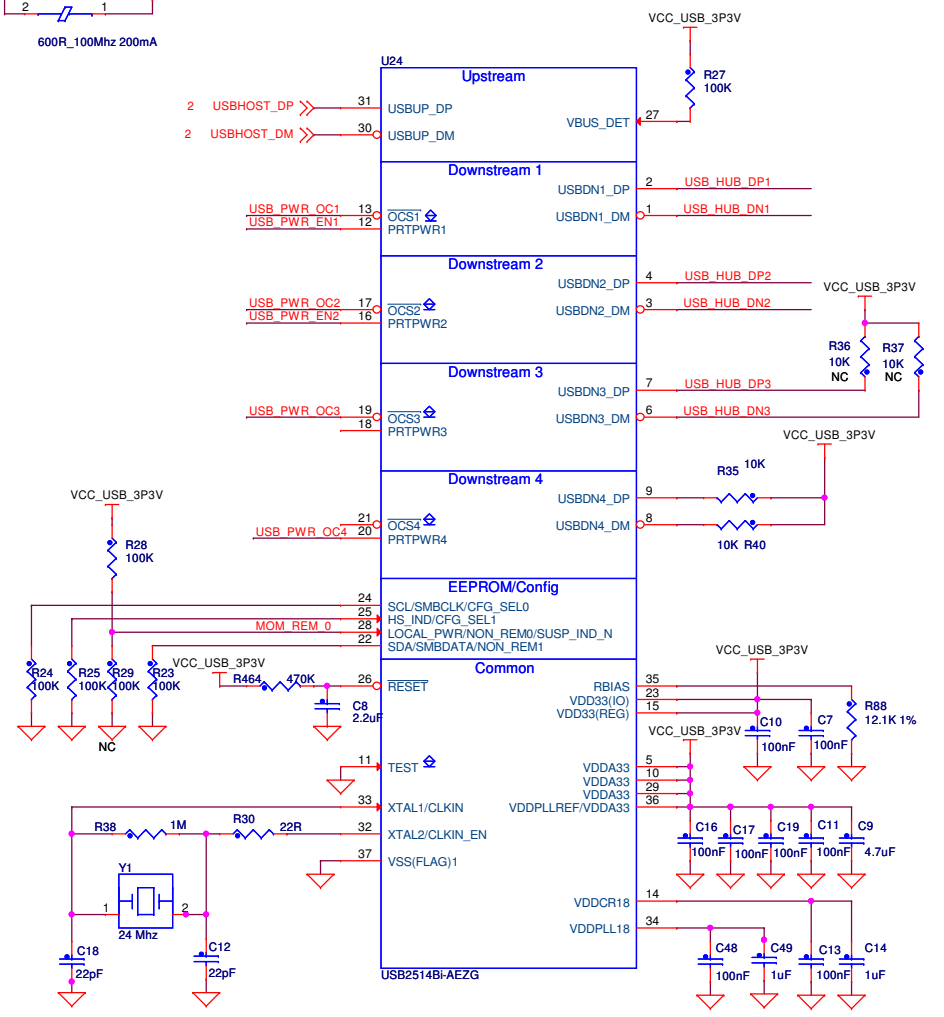 2 1
600R_100Mhz 200mA
VCC_USB_3P3V
R27
100K
U24
Upstream
2 USBHOST_DP 31 USBUP_DP
2 USBHOST_DM 30 USBUP_DM
VBUS_DET 27
Downstream 1
USBDN1_DP 2 USB_HUB_DP1
USB_PWR_OC1 13 OCS1
USBDN1_DM 1 USB_HUB_DN1
USB_PWR_EN1 12 PRTPWR1
Downstream 2
USBDN2_DP 4 USB_HUB_DP2
VCC_USB_3P3V
USB_PWR_OC2 17 OCS2
USBDN2_DM 3 USB_HUB_DN2
USB_PWR_EN2 16 PRTPWR2
R36
10K
NC
R37
10K
NC
Downstream 3
USBDN3_DP 7 USB_HUB_DP3
USB_PWR_OC3 19 OCS3
USBDN3_DM 6 USB_HUB_DN3
18 PRTPWR3
VCC_USB_3P3V
Downstream 4
R35 10K
USBDN4_DP 9
21 OCS4
USBDN4_DM 8
USB_PWR_OC4 20 PRTPWR4
10K R40
VCC_USB_3P3V
R28
100K
EEPROM/Config
24 SCL/SMBCLK/CFG_SEL0
25 HS_IND/CFG_SEL1
MOM_REM_0 28 LOCAL_PWR/NON_REM0/SUSP_IND_N
22 SDA/SMBDATA/NON_REM1
R24
100K
R25
100K
R29
100K
NC
R23
100K
Common
VCC_USB_3P3V
R464 470K
26 RESET
C8
2.2uF
VCC_USB_3P3V
RBIAS 35
VDD33(IO) 23
VDD33(REG) 15
R88
12.1K 1%
C10
100nF
C7
100nF
VCC_USB_3P3V
11 TEST
VDDA33 5
VDDA33 10
VDDA33 29
VDDPLLREF/VDDA33 36
33 XTAL1/CLKIN
R38 1M
R30 22R
32 XTAL2/CLKIN_EN
37 VSS(FLAG)1
C16
100nF
C17
100nF
C19
100nF
C11
100nF
C9
4.7uF
Y1
1 2
24 Mhz
VDDCR18 14
VDDPLL18 34
C18
22pF
C12
22pF
C48
100nF
C49
1uF
C13
100nF
C14
1uF
USB2514Bi-AEZG